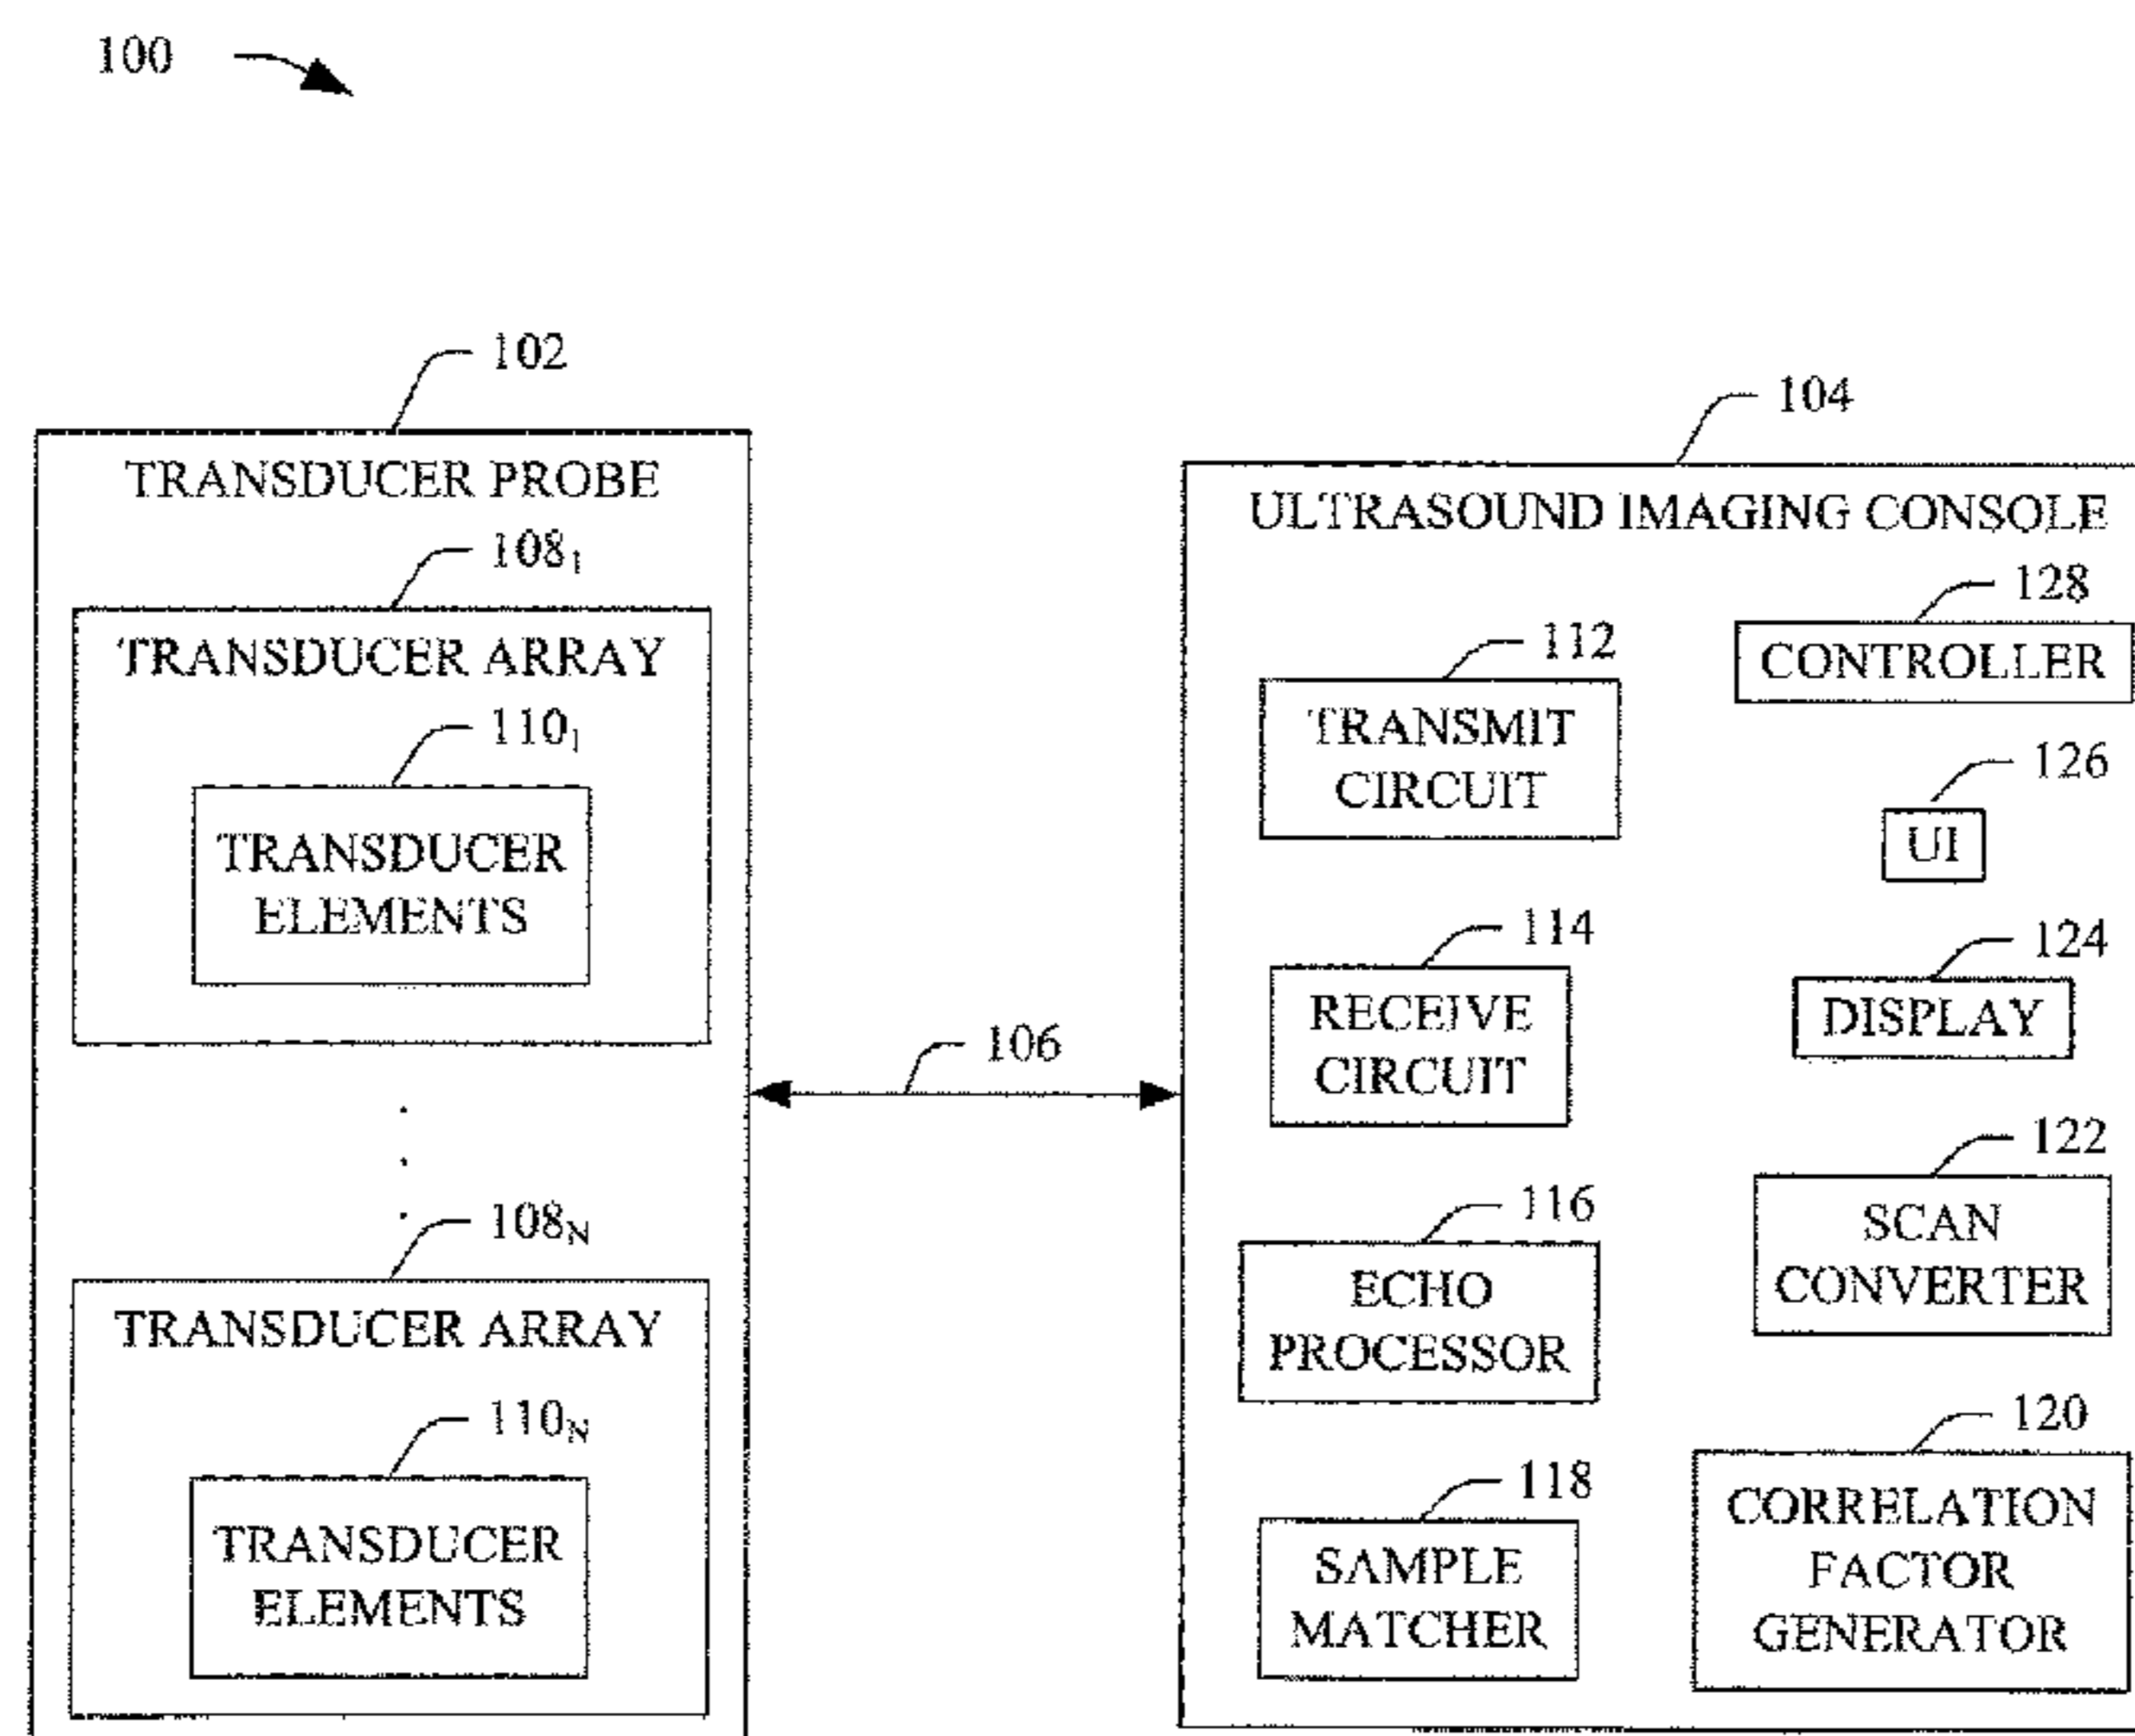 100
102
TRANSDUCER PROBE
108₁
TRANSDUCER ARRAY
110₁
TRANSDUCER
ELEMENTS
108_N
TRANSDUCER ARRAY
110_N
TRANSDUCER
ELEMENTS
106
104
ULTRASOUND IMAGING CONSOLE
112
TRANSMIT
CIRCUIT
114
RECEIVE
CIRCUIT
116
ECHO
PROCESSOR
118
SAMPLE
MATCHER
128
CONTROLLER
126
UI
124
DISPLAY
122
SCAN
CONVERTER
120
CORRELATION
FACTOR
GENERATOR